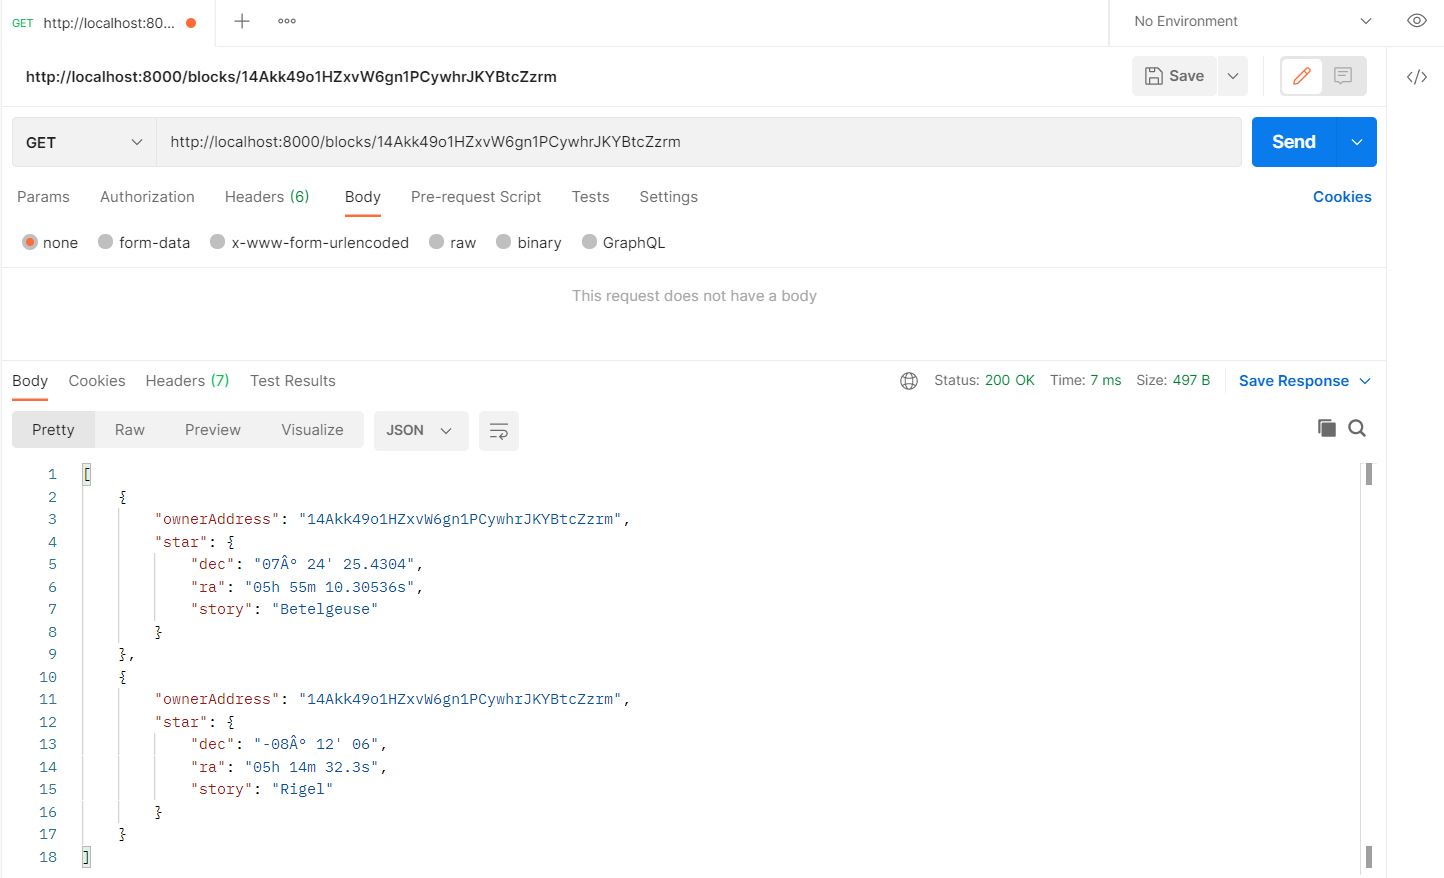 GET http://localhost:80...
No Environment
http://localhost:8000/blocks/14Akk49o1HZxvW6gn1PCywhrJKYBtcZzrm
Save
GET http://localhost:8000/blocks/14Akk49o1HZxvW6gn1PCywhrJKYBtcZzrm Send
Params Authorization Headers (6) Body Pre-request Script Tests Settings Cookies
none form-data x-www-form-urlencoded raw binary GraphQL
This request does not have a body
Body Cookies Headers (7) Test Results Status: 200 OK Time: 7 ms Size: 497 B Save Response
Pretty Raw Preview Visualize JSON
1 [
2 {
3 "ownerAddress": "14Akk49o1HZxvW6gn1PCywhrJKYBtcZzrm",
4 "star": {
5 "dec": "07Âº 24' 25.4304",
6 "ra": "05h 55m 10.30536s",
7 "story": "Betelgeuse"
8 }
9 },
10 {
11 "ownerAddress": "14Akk49o1HZxvW6gn1PCywhrJKYBtcZzrm",
12 "star": {
13 "dec": "-08Âº 12' 06",
14 "ra": "05h 14m 32.3s",
15 "story": "Rigel"
16 }
17 }
18 ]